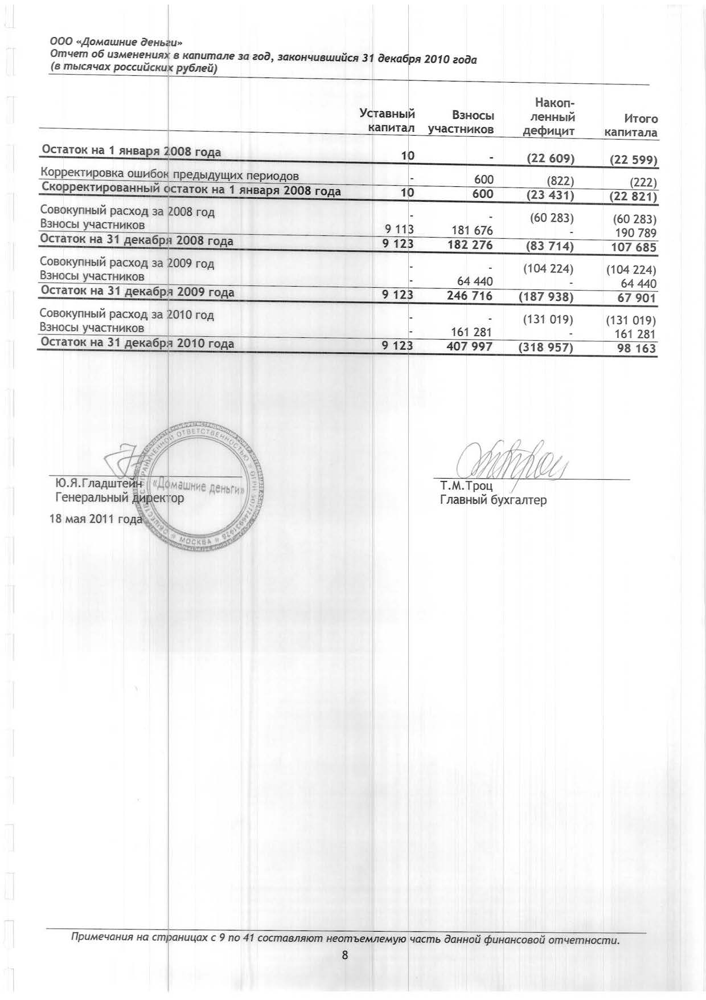 ООО «Домашние деньги»
Отчет об изменениях в капитале за год, закончившийся 31 декабря 2010 года
(в тысячах российских рублей)
Уставный капитал Взносы участников Накоп-ленный дефицит Итого капитала
Остаток на 1 января 2008 года 10 - (22 609) (22 599)
Корректировка ошибок предыдущих периодов - 600 (822) (222)
Скорректированный остаток на 1 января 2008 года 10 600 (23 431) (22 821)
Совокупный расход за 2008 год - - (60 283) (60 283)
Взносы участников 9 113 181 676 - 190 789
Остаток на 31 декабря 2008 года 9 123 182 276 (83 714) 107 685
Совокупный расход за 2009 год - - (104 224) (104 224)
Взносы участников - 64 440 - 64 440
Остаток на 31 декабря 2009 года 9 123 246 716 (187 938) 67 901
Совокупный расход за 2010 год - - (131 019) (131 019)
Взносы участников - 161 281 - 161 281
Остаток на 31 декабря 2010 года 9 123 407 997 (318 957) 98 163
Ю.Я.Гладштейн
Генеральный директор
18 мая 2011 года
ОГРАНИЧЕННОЙ ОТВЕТСТВЕННОСТЬЮ
«Домашние деньги»
МОСКВА
Т.М.Троц
Главный бухгалтер
Примечания на страницах с 9 по 41 составляют неотъемлемую часть данной финансовой отчетности.
8